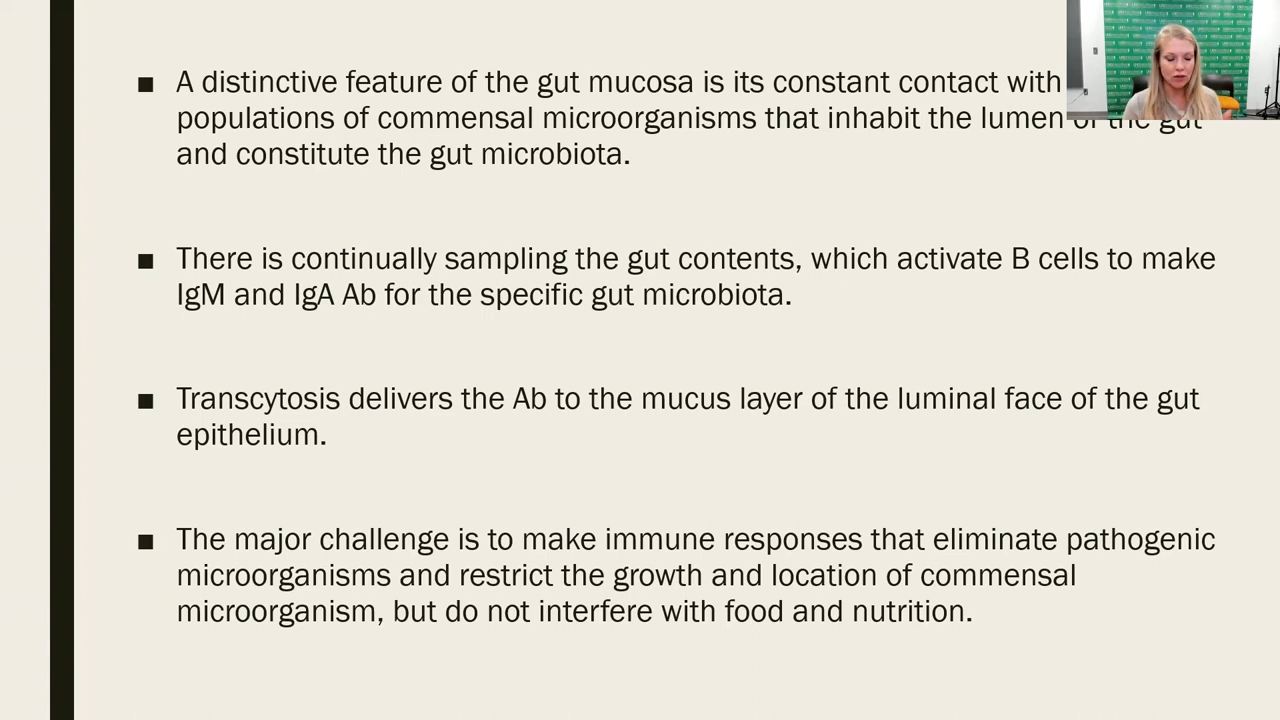 ■ A distinctive feature of the gut mucosa is its constant contact with
populations of commensal microorganisms that inhabit the lumen of the gut
and constitute the gut microbiota.
■ There is continually sampling the gut contents, which activate B cells to make
IgM and IgA Ab for the specific gut microbiota.
■ Transcytosis delivers the Ab to the mucus layer of the luminal face of the gut
epithelium.
■ The major challenge is to make immune responses that eliminate pathogenic
microorganisms and restrict the growth and location of commensal
microorganism, but do not interfere with food and nutrition.